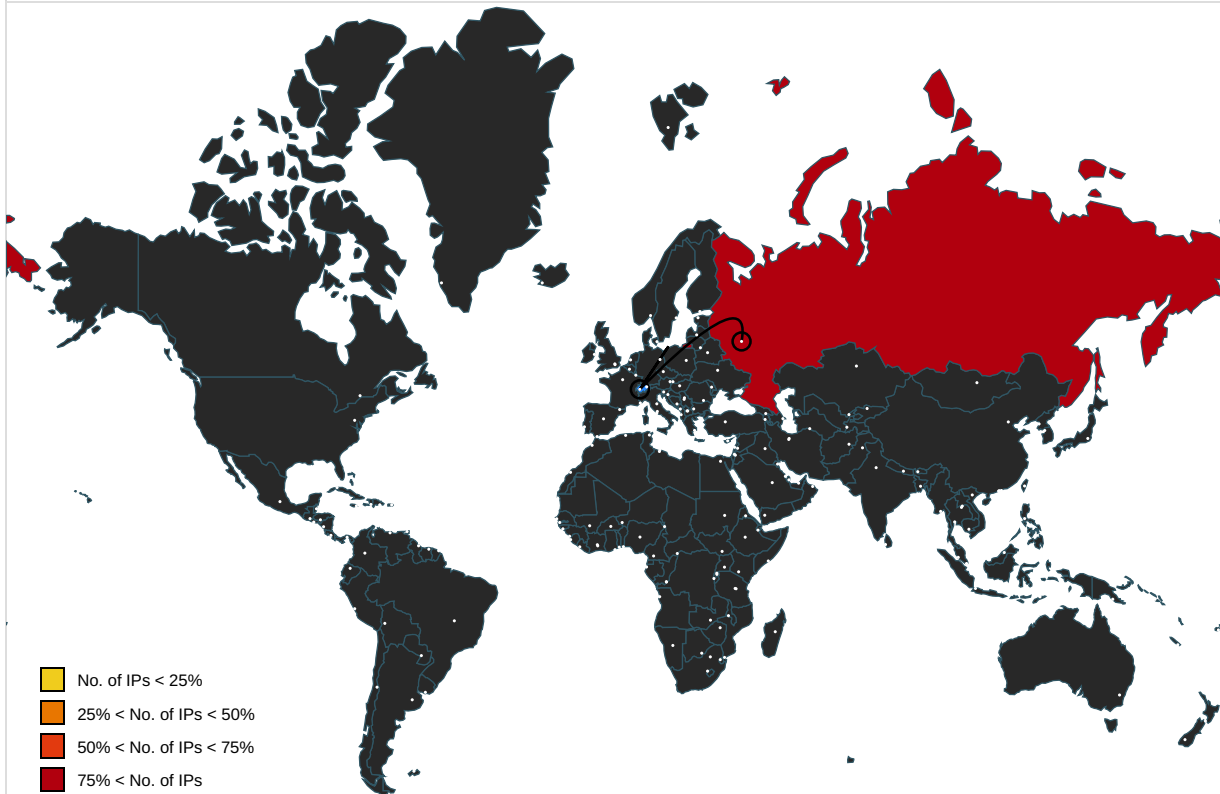 No. of IPs < 25%
25% < No. of IPs < 50%
50% < No. of IPs < 75%
75% < No. of IPs